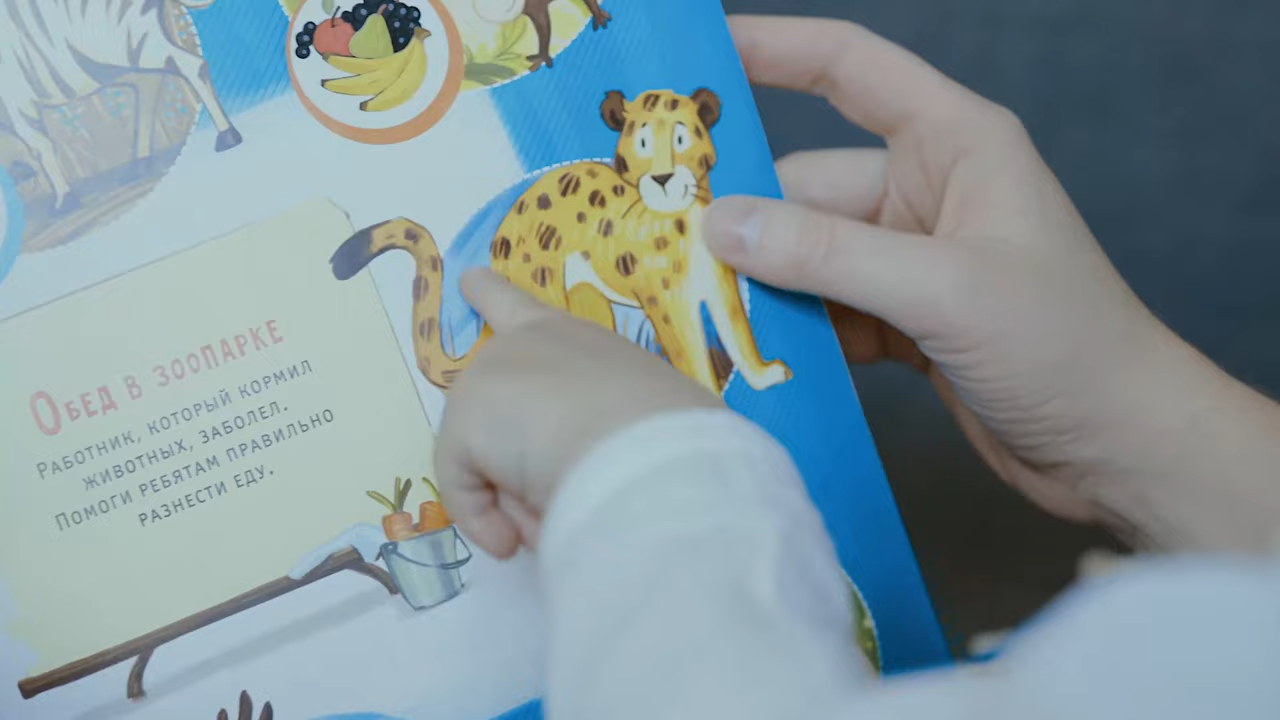 Обед в зоопарке
Работник, который кормил
животных, заболел.
Помоги ребятам правильно
разнести еду.